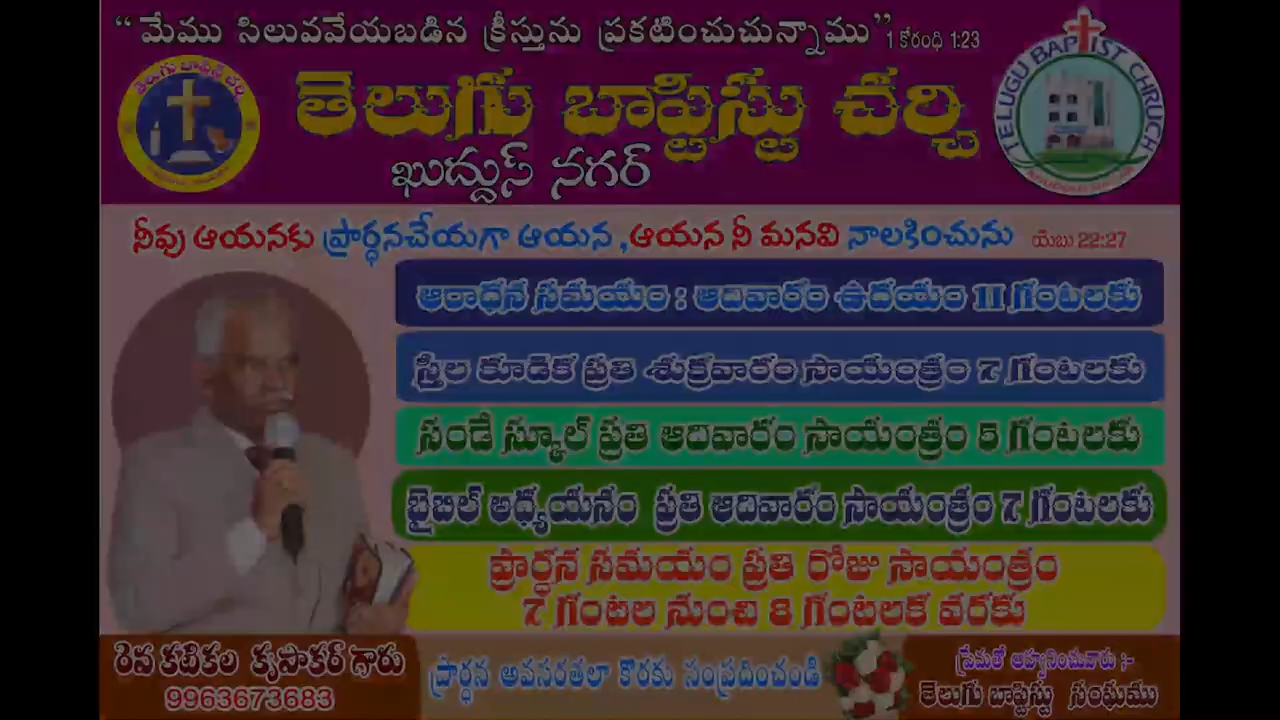 “మేము సిలువవేయబడిన క్రీస్తును ప్రకటించుచున్నాము” 1 కోరంథి 1:23
తెలుగు బాప్టిస్టు చర్చి
ఖుద్దుస్ నగర్
TELUGU BAPTIST CHRUCH
నీవు ఆయనకు ప్రార్ధనచేయగా ఆయన ,ఆయన నీ మనవి నాలకించును యెబు 22:27
ఆరాధన సమయం : ఆదివారం ఉదయం 11 గంటలకు
స్త్రీల కూడిక ప్రతి శుక్రవారం సాయంత్రం 7 గంటలకు
సండే స్కూల్ ప్రతి ఆదివారం సాయంత్రం 5 గంటలకు
బైబిల్ అధ్యయనం ప్రతి ఆదివారం సాయంత్రం 7 గంటలకు
ప్రార్ధన సమయం ప్రతి రోజు సాయంత్రం
7 గంటల నుంచి 8 గంటలక వరకు
రెవ కటికల కృపాకర్ గారు
9963673683
ప్రార్ధన అవసరతలా కొరకు సంప్రదించండి
ప్రేమతో ఆహ్వనించువారు :-
తెలుగు బాప్టిస్టు సంఘము